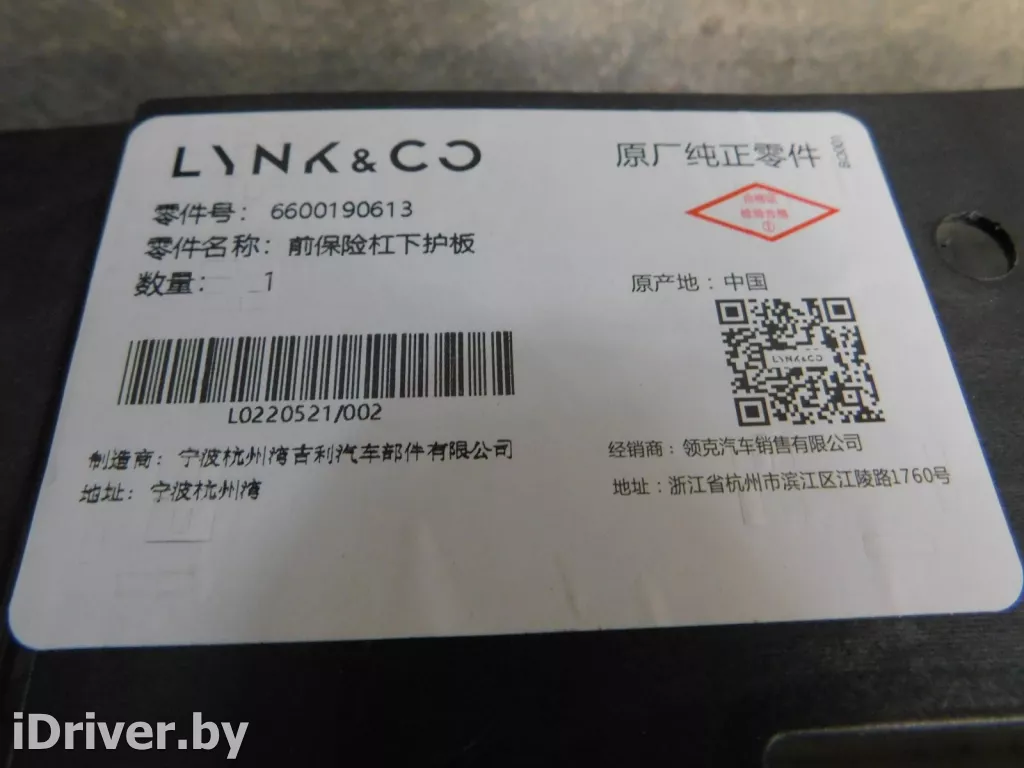 LYNK & CO
原厂纯正零件
零件号: 6600190613
零件名称: 前保险杠下护板
数量: 1
原产地: 中国
LYNK&CO
L0220521/002
制造商: 宁波杭州湾吉利汽车部件有限公司
地址: 宁波杭州湾
经销商: 领克汽车销售有限公司
地址: 浙江省杭州市滨江区江陵路1760号
iDriver.by